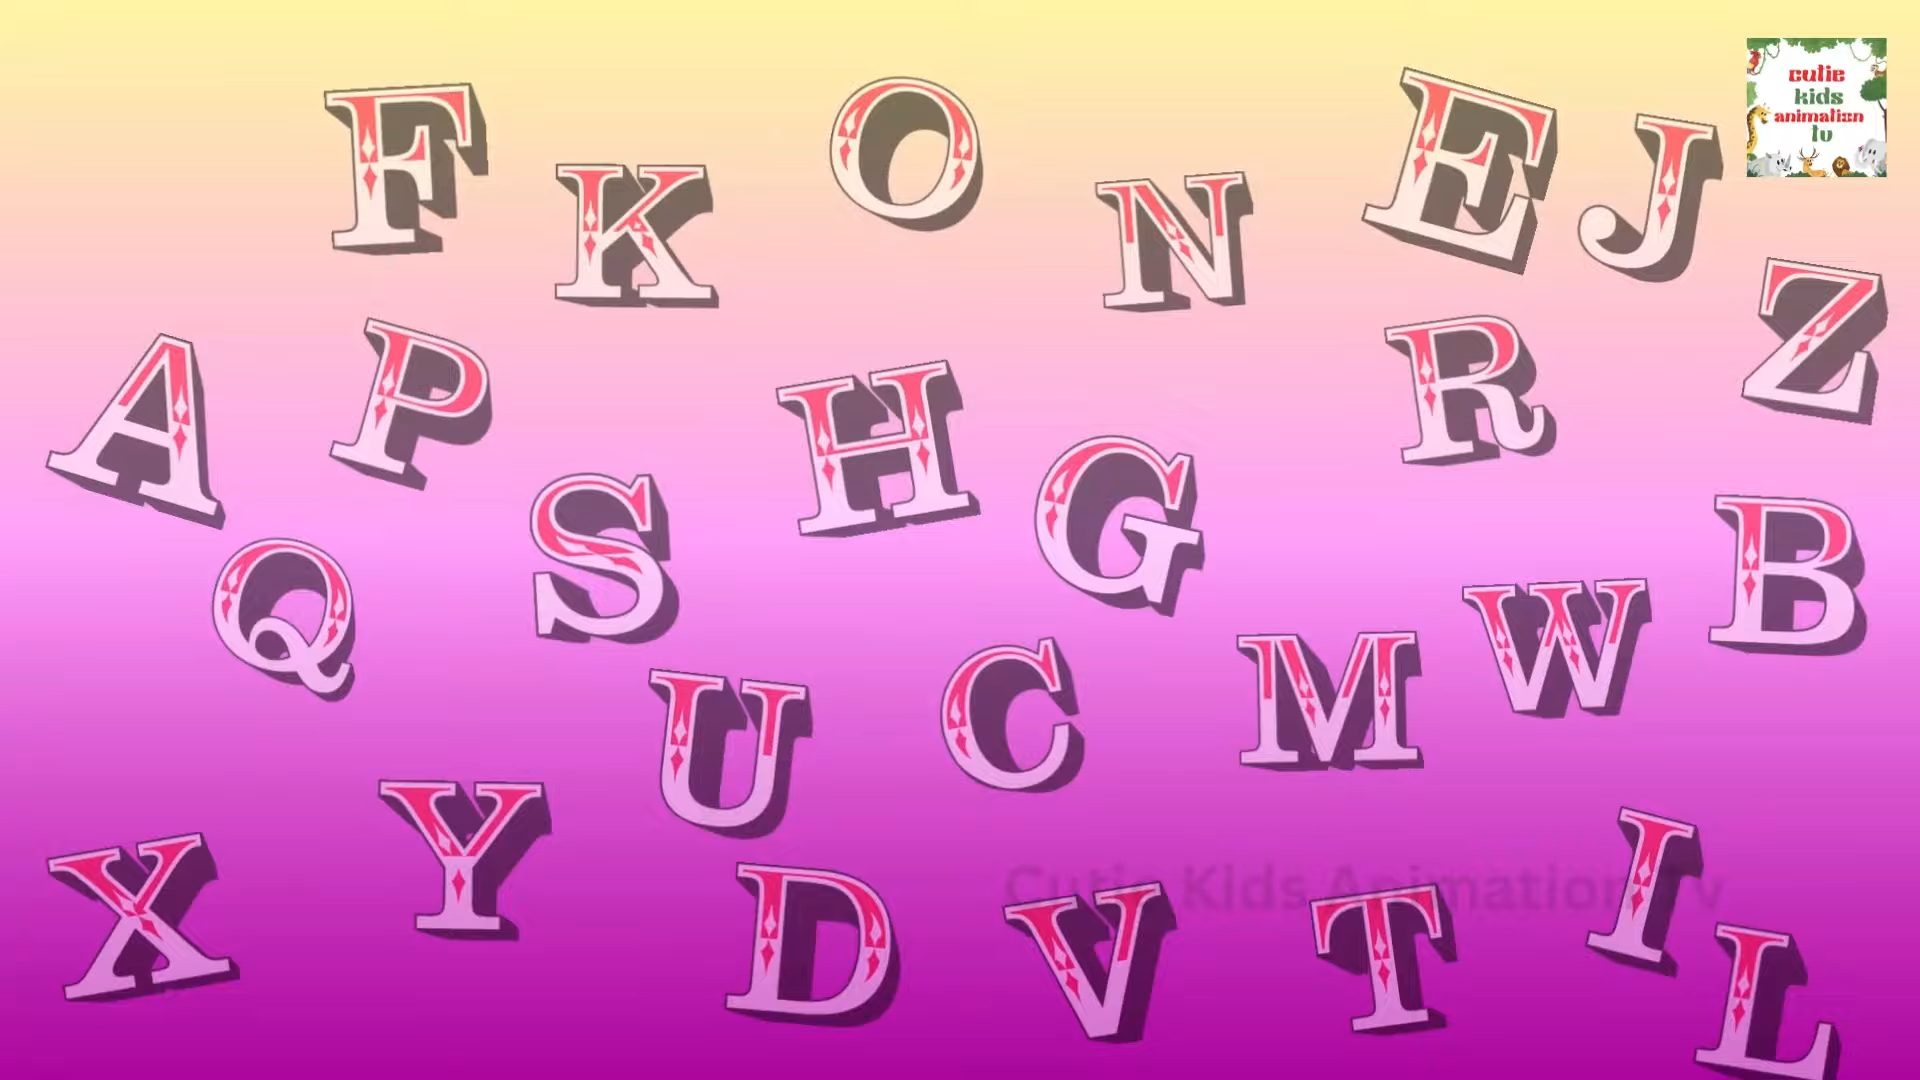 F K O N E J
cutie
kids
animation
tv
A P H G R Z
Q S U C M W B
X Y D V T I L
Cutie Kids Animation Tv